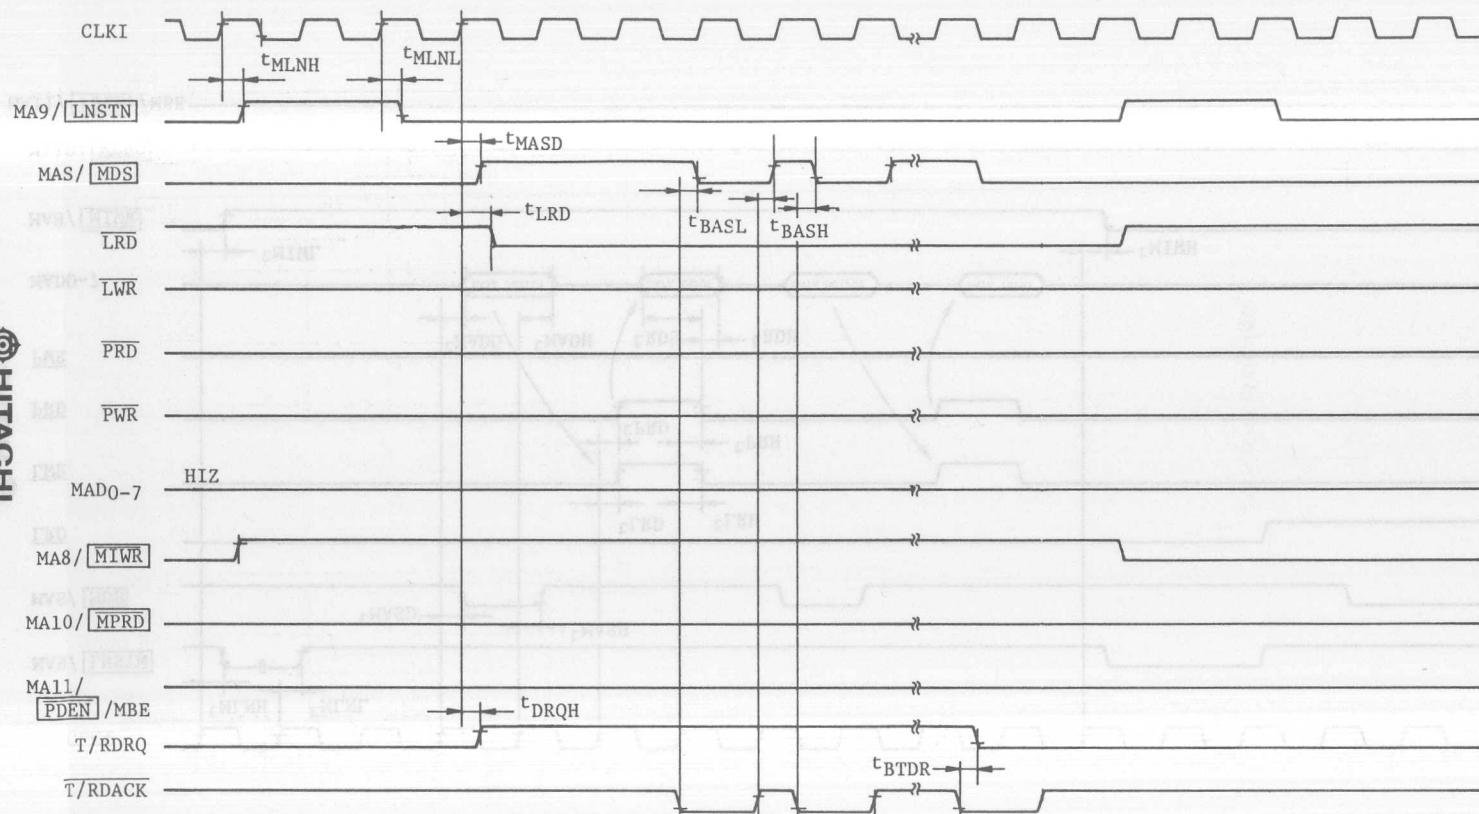 CLKI
tMLNH
tMLNL
MA9/ LNSTN
tMASD
MAS/ MDS
tLRD
tBASL
tBASH
LRD
LWR
PRD
PWR
HIZ
MAD0-7
MA8/ MIWR
MA10/ MPRD
MA11/
PDEN /MBE
tDRQH
T/RDRQ
tBTDR
T/RDACK
HITACHI